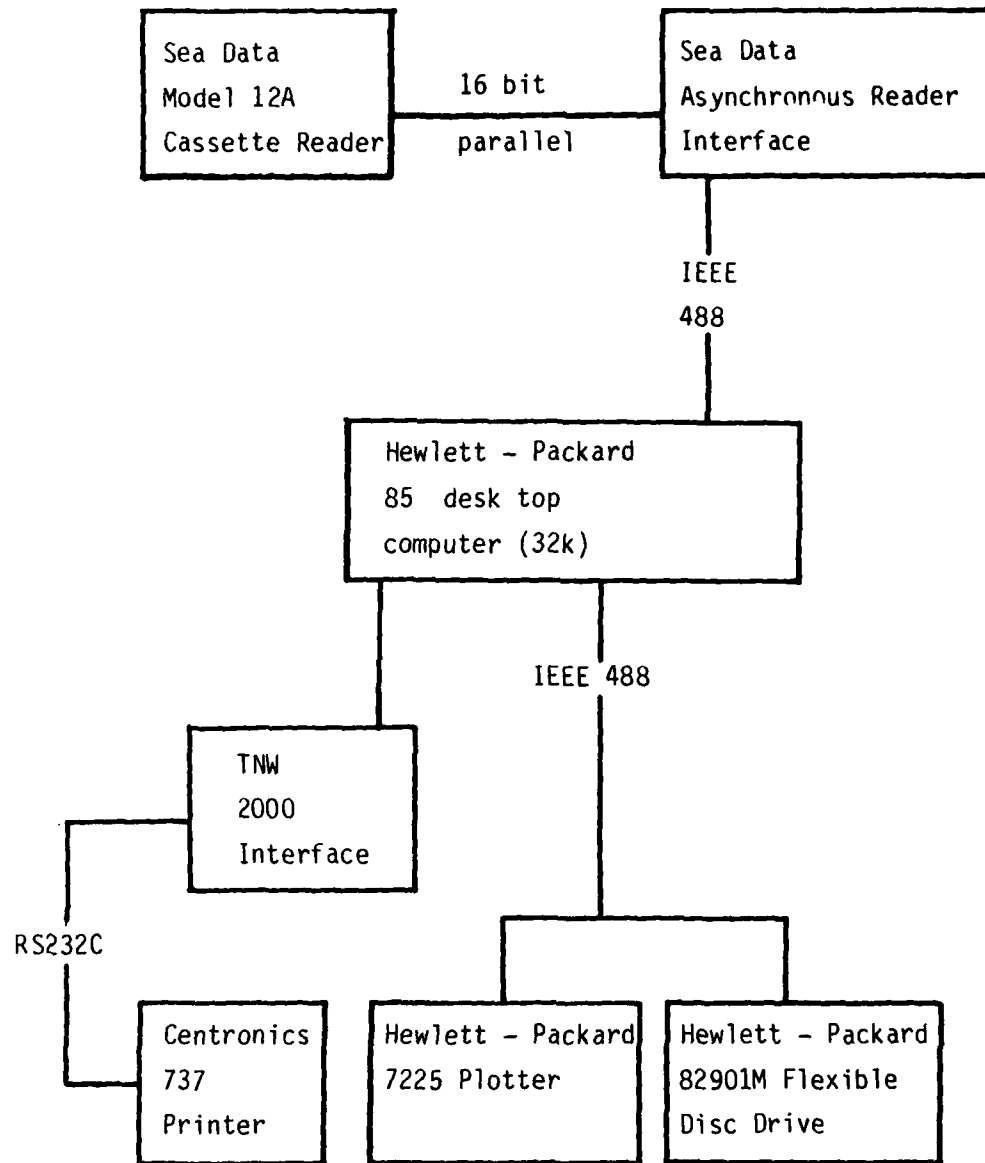 Sea Data
Model 12A
Cassette Reader
16 bit
parallel
Sea Data
Asynchronous Reader
Interface
IEEE
488
Hewlett - Packard
85 desk top
computer (32k)
IEEE 488
TNW
2000
Interface
RS232C
Centronics
737
Printer
Hewlett - Packard
7225 Plotter
Hewlett - Packard
82901M Flexible
Disc Drive